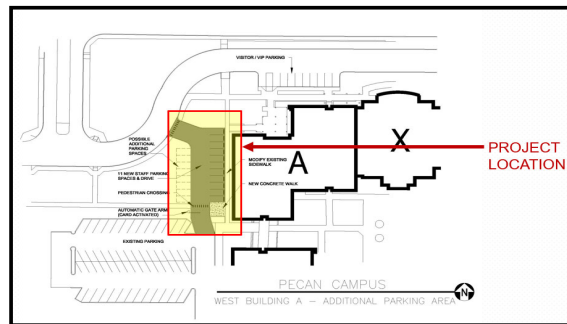 VISITOR / VIP PARKING
POSSIBLE
ADDITIONAL
PARKING
SPACES
11 NEW STAFF PARKING
SPACES & DRIVE
PEDESTRIAN CROSSING
AUTOMATIC GATE ARM
(CARD ACTIVATED)
EXISTING PARKING
MODIFY EXISTING
SIDEWALK
NEW CONCRETE WALK
A
X
PROJECT
LOCATION
PECAN CAMPUS
WEST BUILDING A - ADDITIONAL PARKING AREA
N